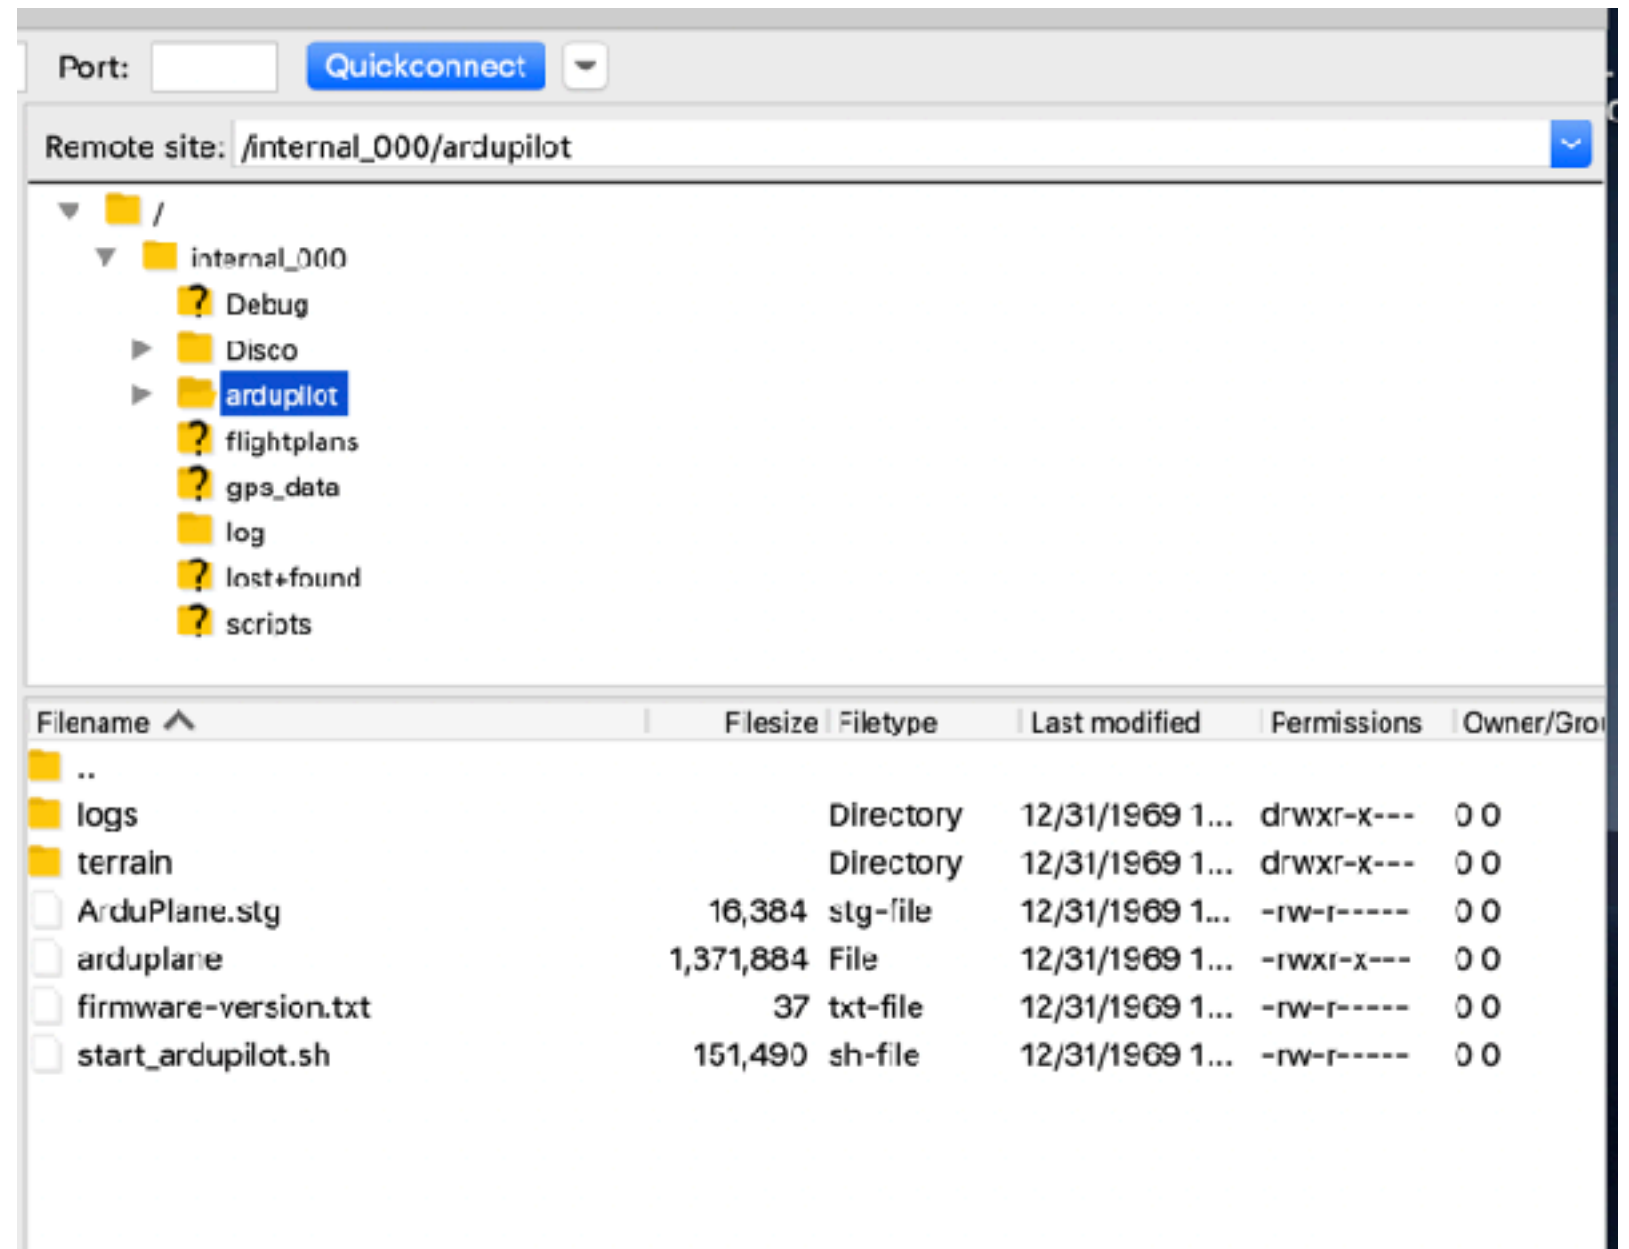 Port: Quickconnect
Remote site: /internal_000/ardupilot
/
internal_000
Debug
Disco
ardupilot
flightplans
gps_data
log
lost+found
scripts
Filename Filesize Filetype Last modified Permissions Owner/Grou
..
logs Directory 12/31/1969 1... drwxr-x--- 0 0
terrain Directory 12/31/1969 1... drwxr-x--- 0 0
ArduPlane.stg 16,384 stg-file 12/31/1969 1... -rw-r----- 0 0
arduplane 1,371,884 File 12/31/1969 1... -rwxr-x--- 0 0
firmware-version.txt 37 txt-file 12/31/1969 1... -rw-r----- 0 0
start_ardupilot.sh 151,490 sh-file 12/31/1969 1... -rw-r----- 0 0